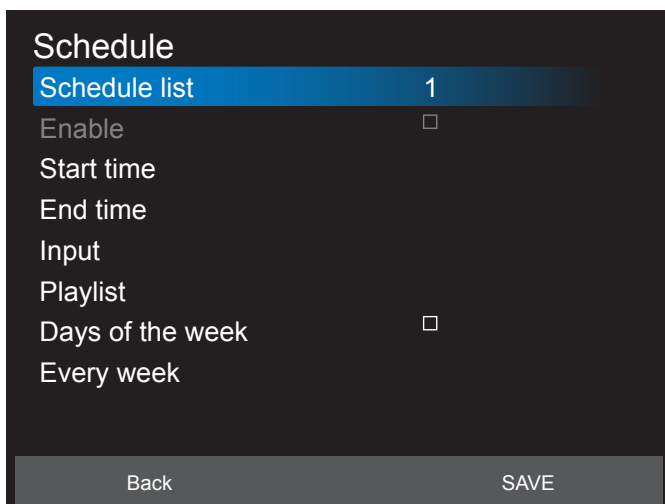 Schedule
Schedule list 1
Enable
Start time
End time
Input
Playlist
Days of the week
Every week
Back SAVE